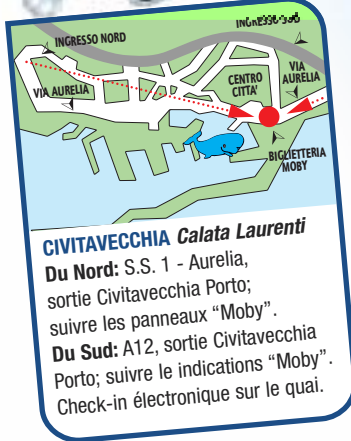 INGRESSO NORD
VIA AURELIA
CENTRO
CITTA'
VIA
AURELIA
BIGLIETTERIA
MOBY
CIVITAVECCHIA Calata Laurenti
Du Nord: S.S. 1 - Aurelia,
sortie Civitavecchia Porto;
suivre les panneaux “Moby”.
Du Sud: A12, sortie Civitavecchia
Porto; suivre le indications “Moby”.
Check-in électronique sur le quai.